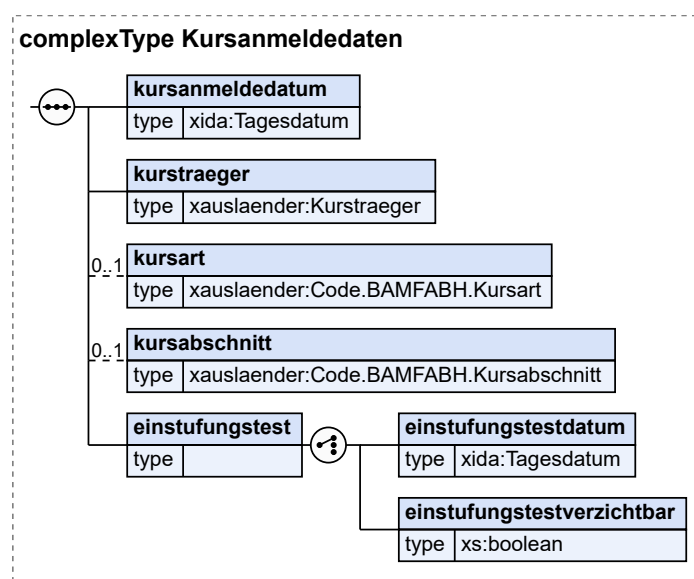 complexType Kursanmeldedaten
kursanmeldedatum
type xida:Tagesdatum
kurstraeger
type xauslaender:Kurstraeger
0..1 kursart
type xauslaender:Code.BAMFABH.Kursart
0..1 kursabschnitt
type xauslaender:Code.BAMFABH.Kursabschnitt
einstufungstest
type
einstufungstestdatum
type xida:Tagesdatum
einstufungstestverzichtbar
type xs:boolean